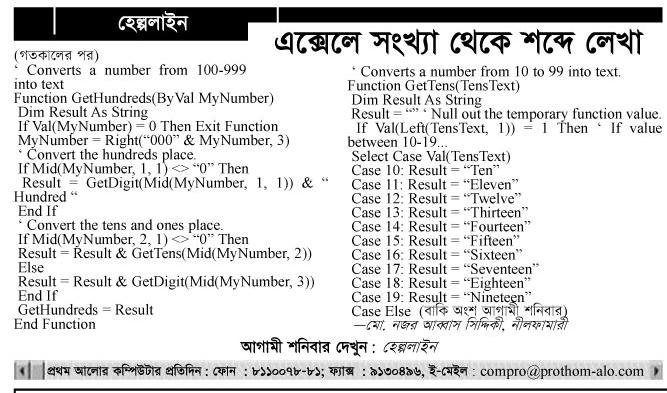 হেল্পলাইন
এক্সেলে সংখ্যা থেকে শব্দে লেখা
(গতকালের পর)
‘ Converts a number from 100-999
into text
Function GetHundreds(ByVal MyNumber)
Dim Result As String
If Val(MyNumber) = 0 Then Exit Function
MyNumber = Right(“000” & MyNumber, 3)
‘ Convert the hundreds place.
If Mid(MyNumber, 1, 1) <> “0” Then
Result = GetDigit(Mid(MyNumber, 1, 1)) & “
Hundred “
End If
‘ Convert the tens and ones place.
If Mid(MyNumber, 2, 1) <> “0” Then
Result = Result & GetTens(Mid(MyNumber, 2))
Else
Result = Result & GetDigit(Mid(MyNumber, 3))
End If
GetHundreds = Result
End Function
‘ Converts a number from 10 to 99 into text.
Function GetTens(TensText)
Dim Result As String
Result = “” ‘ Null out the temporary function value.
If Val(Left(TensText, 1)) = 1 Then ‘ If value
between 10-19...
Select Case Val(TensText)
Case 10: Result = “Ten”
Case 11: Result = “Eleven”
Case 12: Result = “Twelve”
Case 13: Result = “Thirteen”
Case 14: Result = “Fourteen”
Case 15: Result = “Fifteen”
Case 16: Result = “Sixteen”
Case 17: Result = “Seventeen”
Case 18: Result = “Eighteen”
Case 19: Result = “Nineteen”
Case Else (বাকি অংশ আগামী শনিবার)
—মো. নজর আব্বাস সিদ্দিকী, নীলফামারী
আগামী শনিবার দেখুন : হেল্পলাইন
প্রথম আলোর কম্পিউটার প্রতিদিন : ফোন : ৮১১০০৭৮-৮১; ফ্যাক্স : ৯১৩০৪৯৬, ই-মেইল : compro@prothom-alo.com